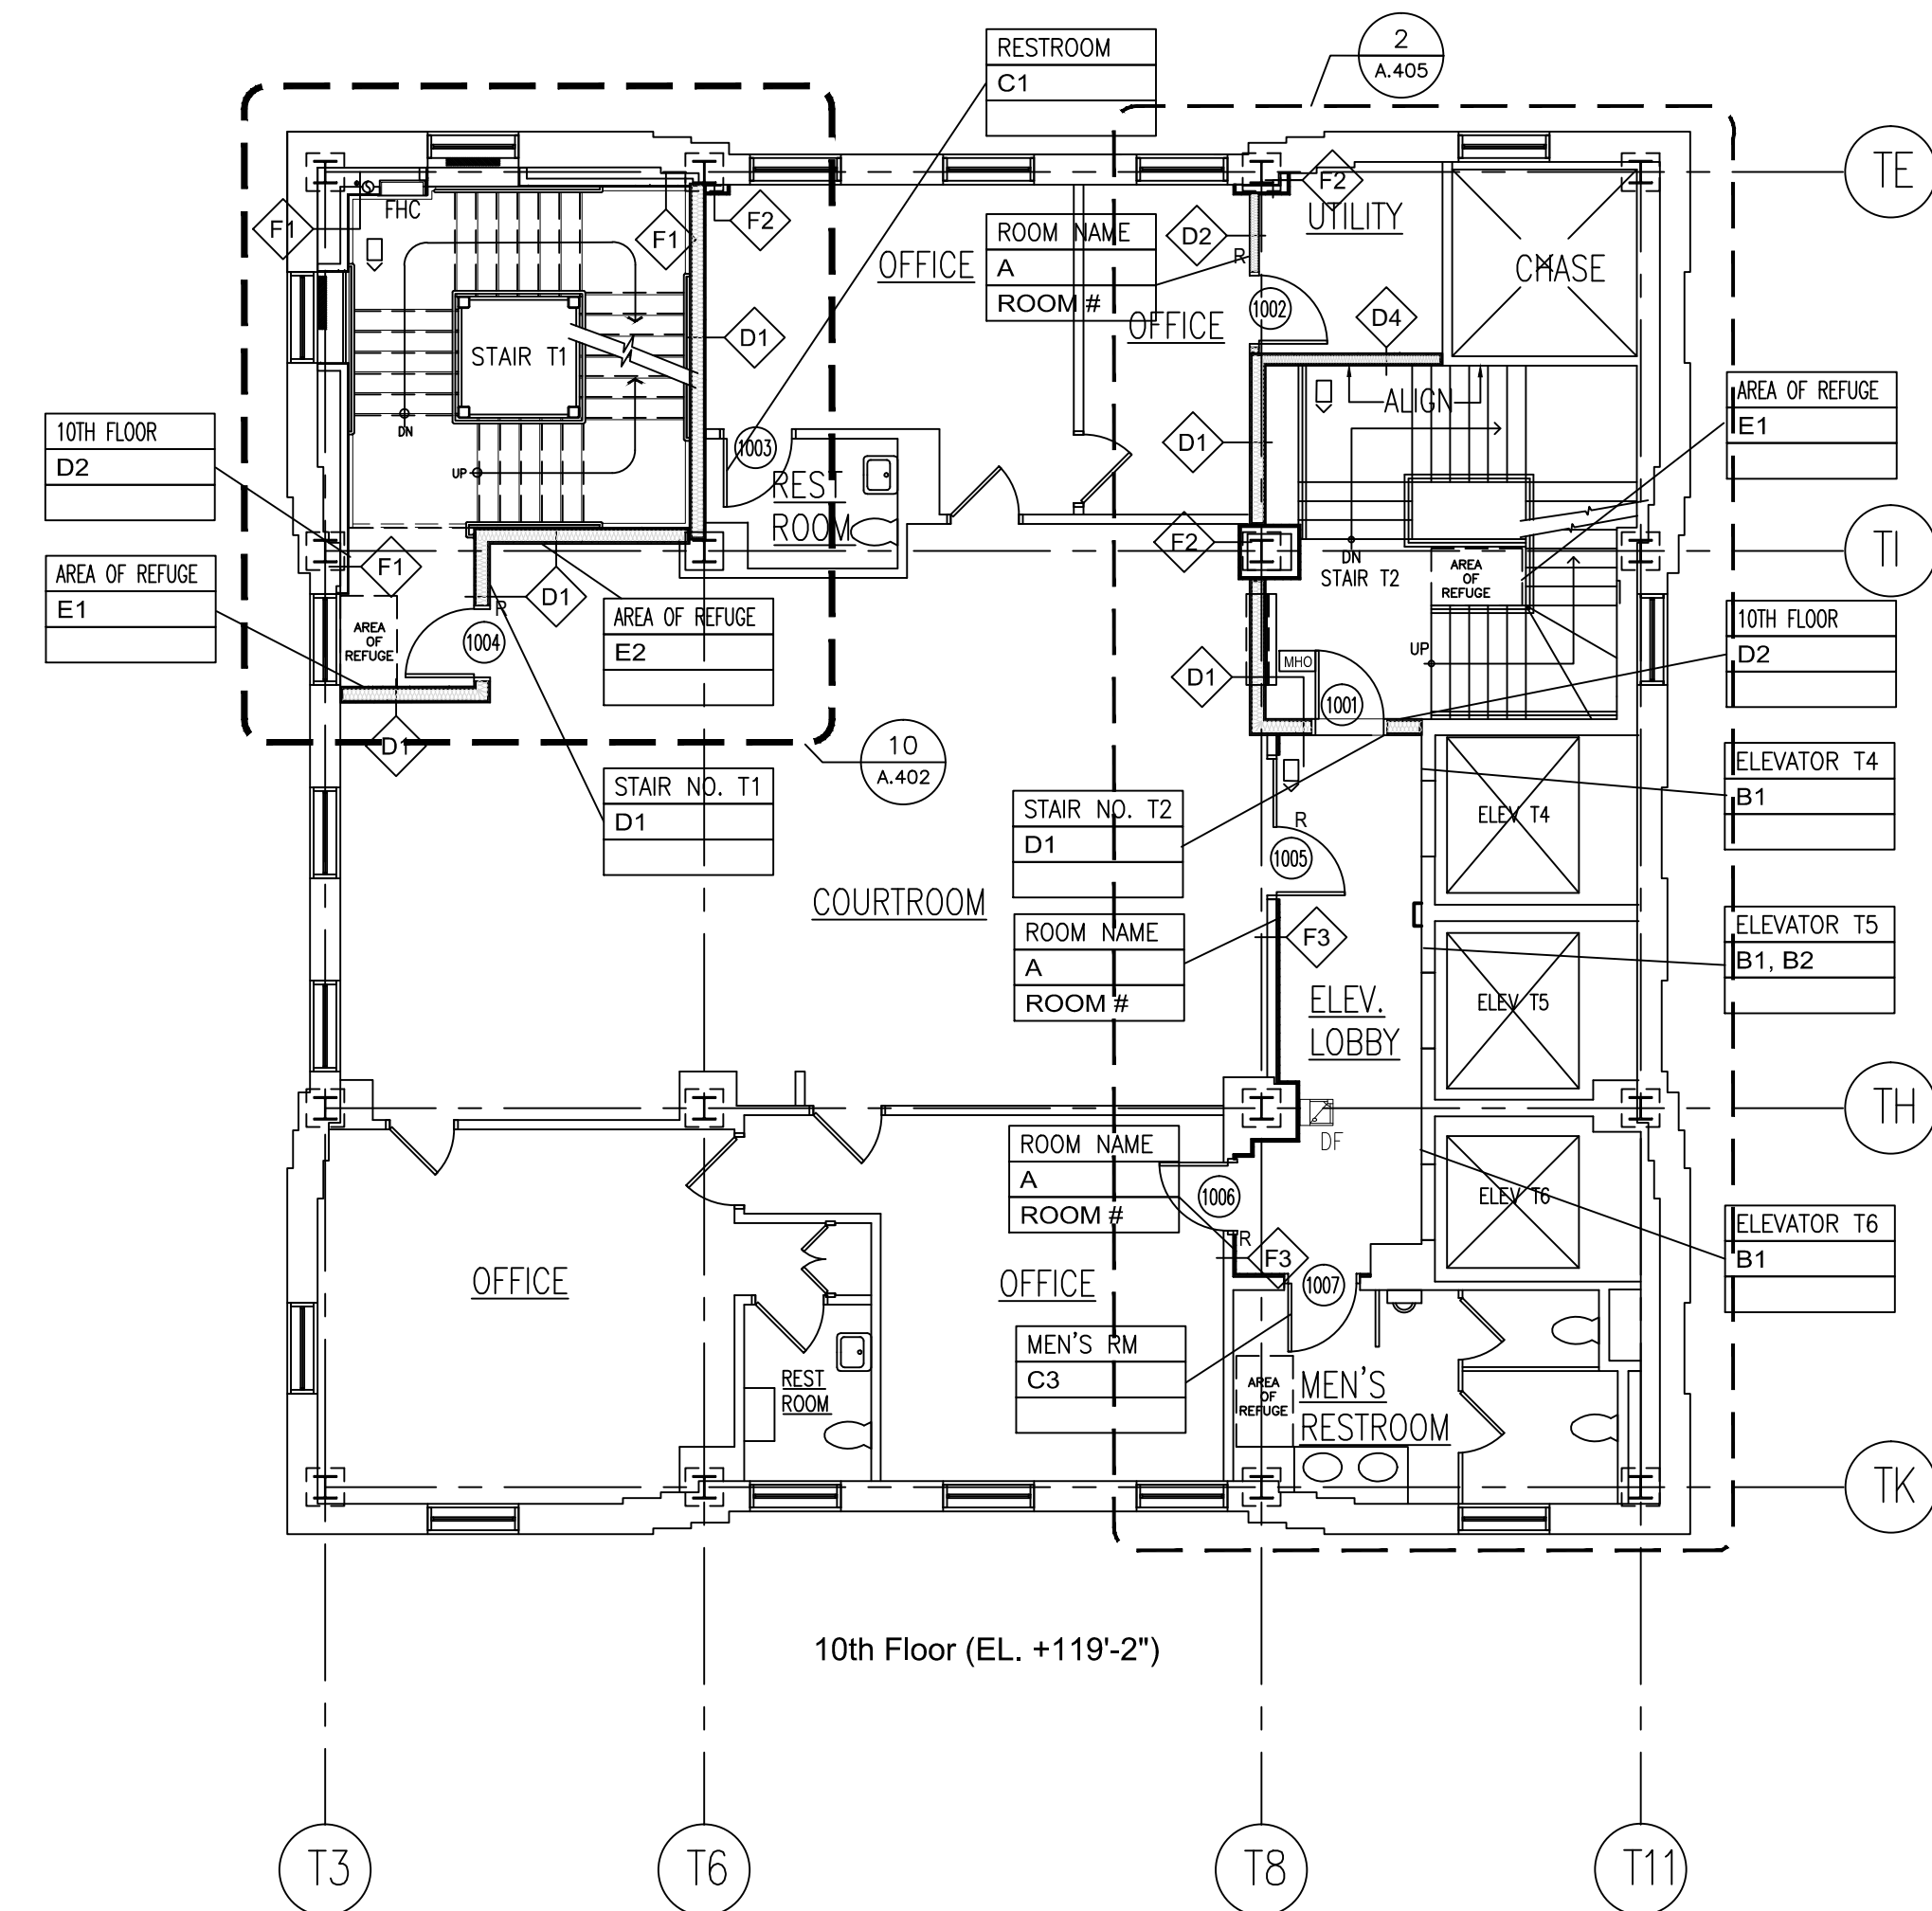 RESTROOM
C1
2
A.405
TE
FHC
F1
F1
F2
F2
UTILITY
ROOM NAME
A
ROOM #
D2
R
OFFICE
OFFICE
CHASE
1002
D4
D1
STAIR T1
DN
UP
ALIGN
AREA OF REFUGE
E1
10TH FLOOR
D2
1003
REST
ROOM
D1
TI
F2
DN
STAIR T2
AREA
OF
REFUGE
F1
AREA OF REFUGE
E1
D1
R
1004
AREA
OF
REFUGE
AREA OF REFUGE
E2
10TH FLOOR
D2
UP
MHO
D1
1001
D1
10
A.402
STAIR NO. T1
D1
ELEVATOR T4
B1
STAIR NO. T2
D1
ELEV T4
R
1005
COURTROOM
ROOM NAME
A
ROOM #
F3
ELEVATOR T5
B1, B2
ELEV T5
ELEV.
LOBBY
TH
DF
ROOM NAME
A
ROOM #
1006
R
F3
ELEV T6
ELEVATOR T6
B1
OFFICE
OFFICE
1007
MEN'S RM
C3
REST
ROOM
AREA
OF
REFUGE
MEN'S
RESTROOM
TK
10th Floor (EL. +119'-2")
T3
T6
T8
T11